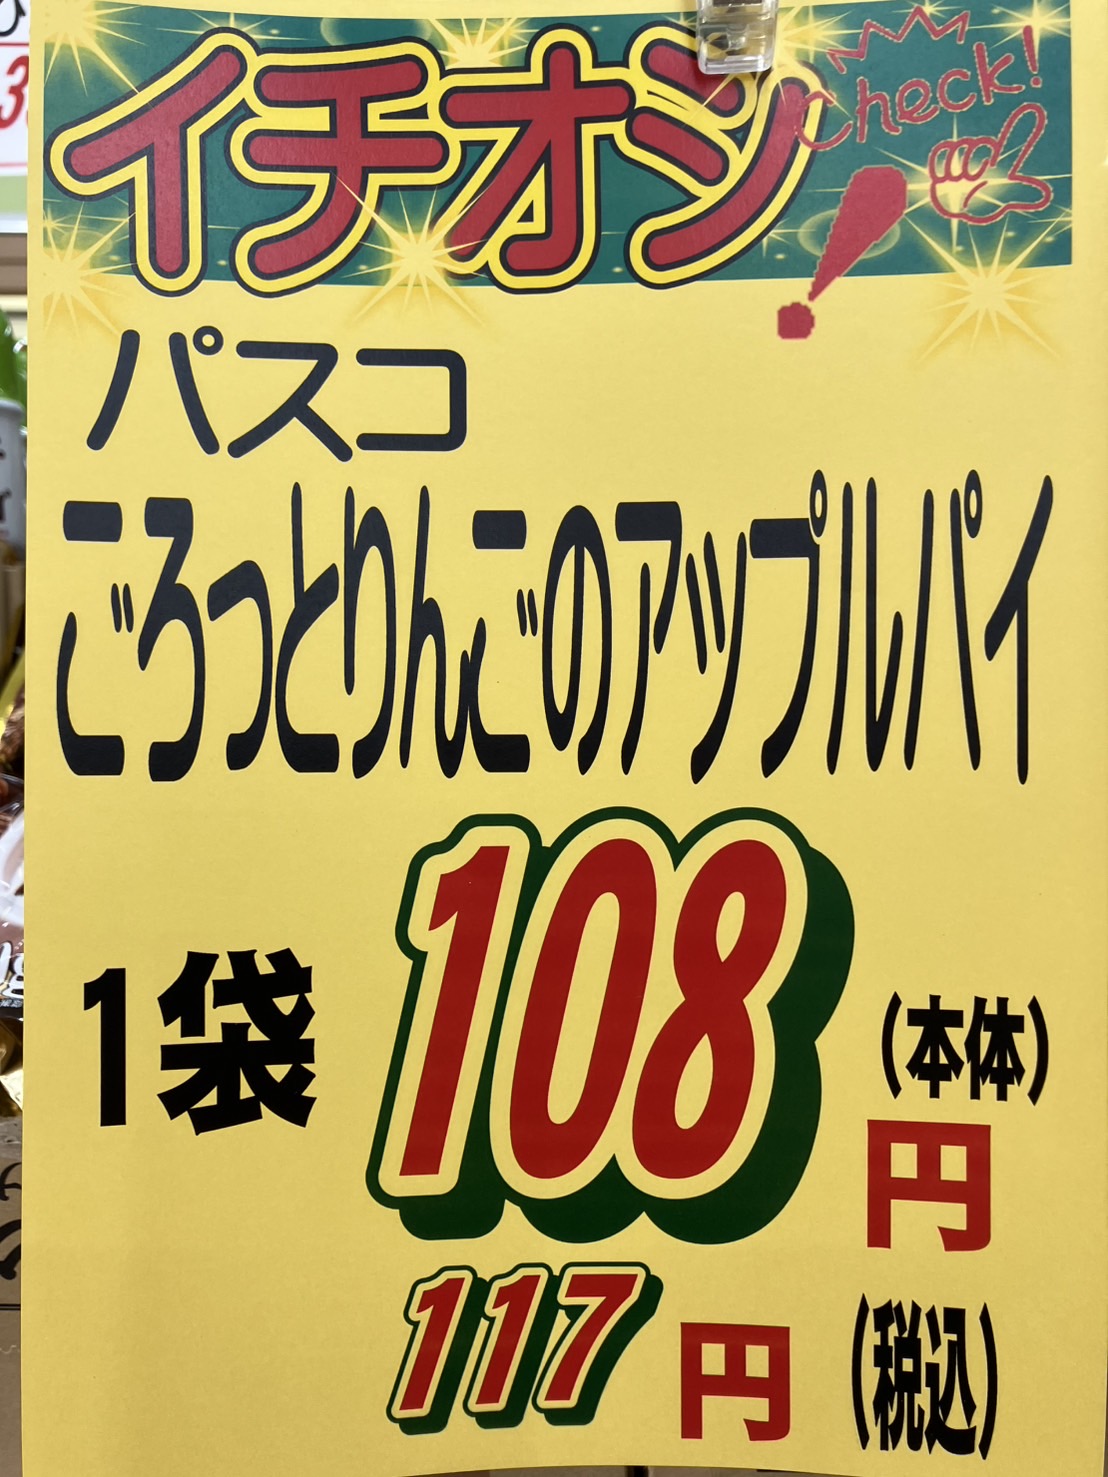 イチオシ
Check!
!
パスコ
ごろっとりんごのアップルパイ
1袋
108
(本体)
円
117
円
(税込)